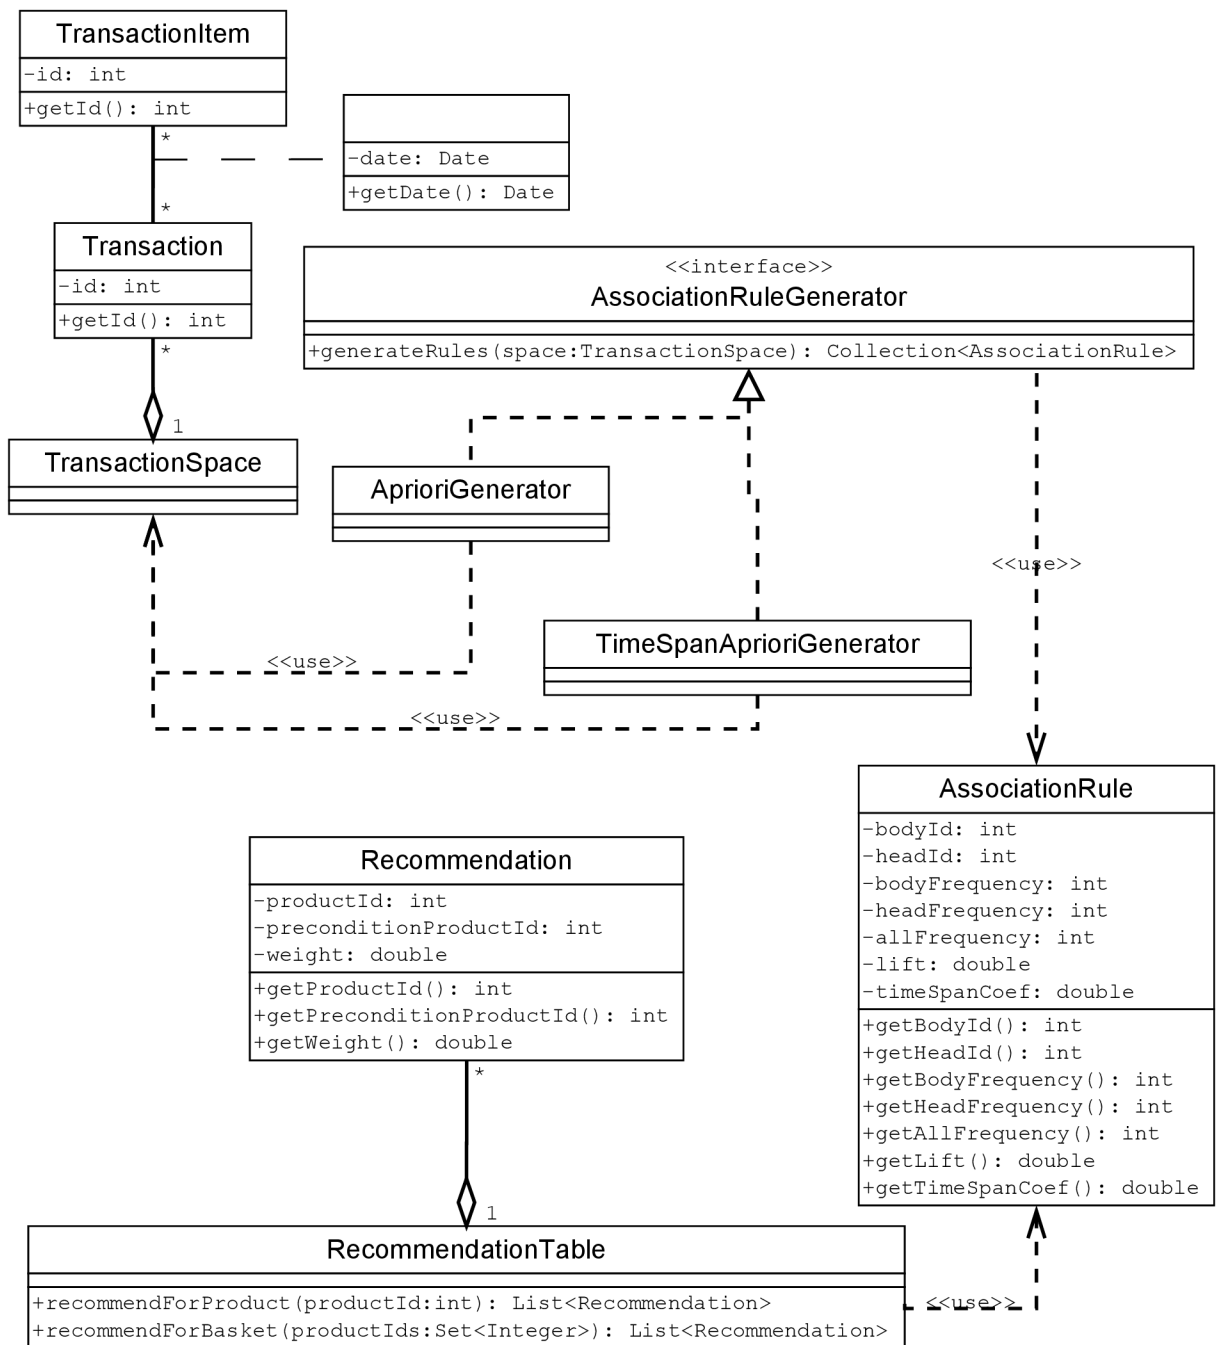 TransactionItem
-id: int
+getId(): int
*
-date: Date
+getDate(): Date
*
Transaction
-id: int
+getId(): int
*
1
TransactionSpace
<<interface>>
AssociationRuleGenerator
+generateRules(space:TransactionSpace): Collection<AssociationRule>
AprioriGenerator
<<use>>
TimeSpanAprioriGenerator
<<use>>
<<use>>
AssociationRule
-bodyId: int
-headId: int
-bodyFrequency: int
-headFrequency: int
-allFrequency: int
-lift: double
-timeSpanCoef: double
+getBodyId(): int
+getHeadId(): int
+getBodyFrequency(): int
+getHeadFrequency(): int
+getAllFrequency(): int
+getLift(): double
+getTimeSpanCoef(): double
Recommendation
-productId: int
-preconditionProductId: int
-weight: double
+getProductId(): int
+getPreconditionProductId(): int
+getWeight(): double
*
1
RecommendationTable
+recommendForProduct(productId:int): List<Recommendation>
+recommendForBasket(productIds:Set<Integer>): List<Recommendation>
<<use>>